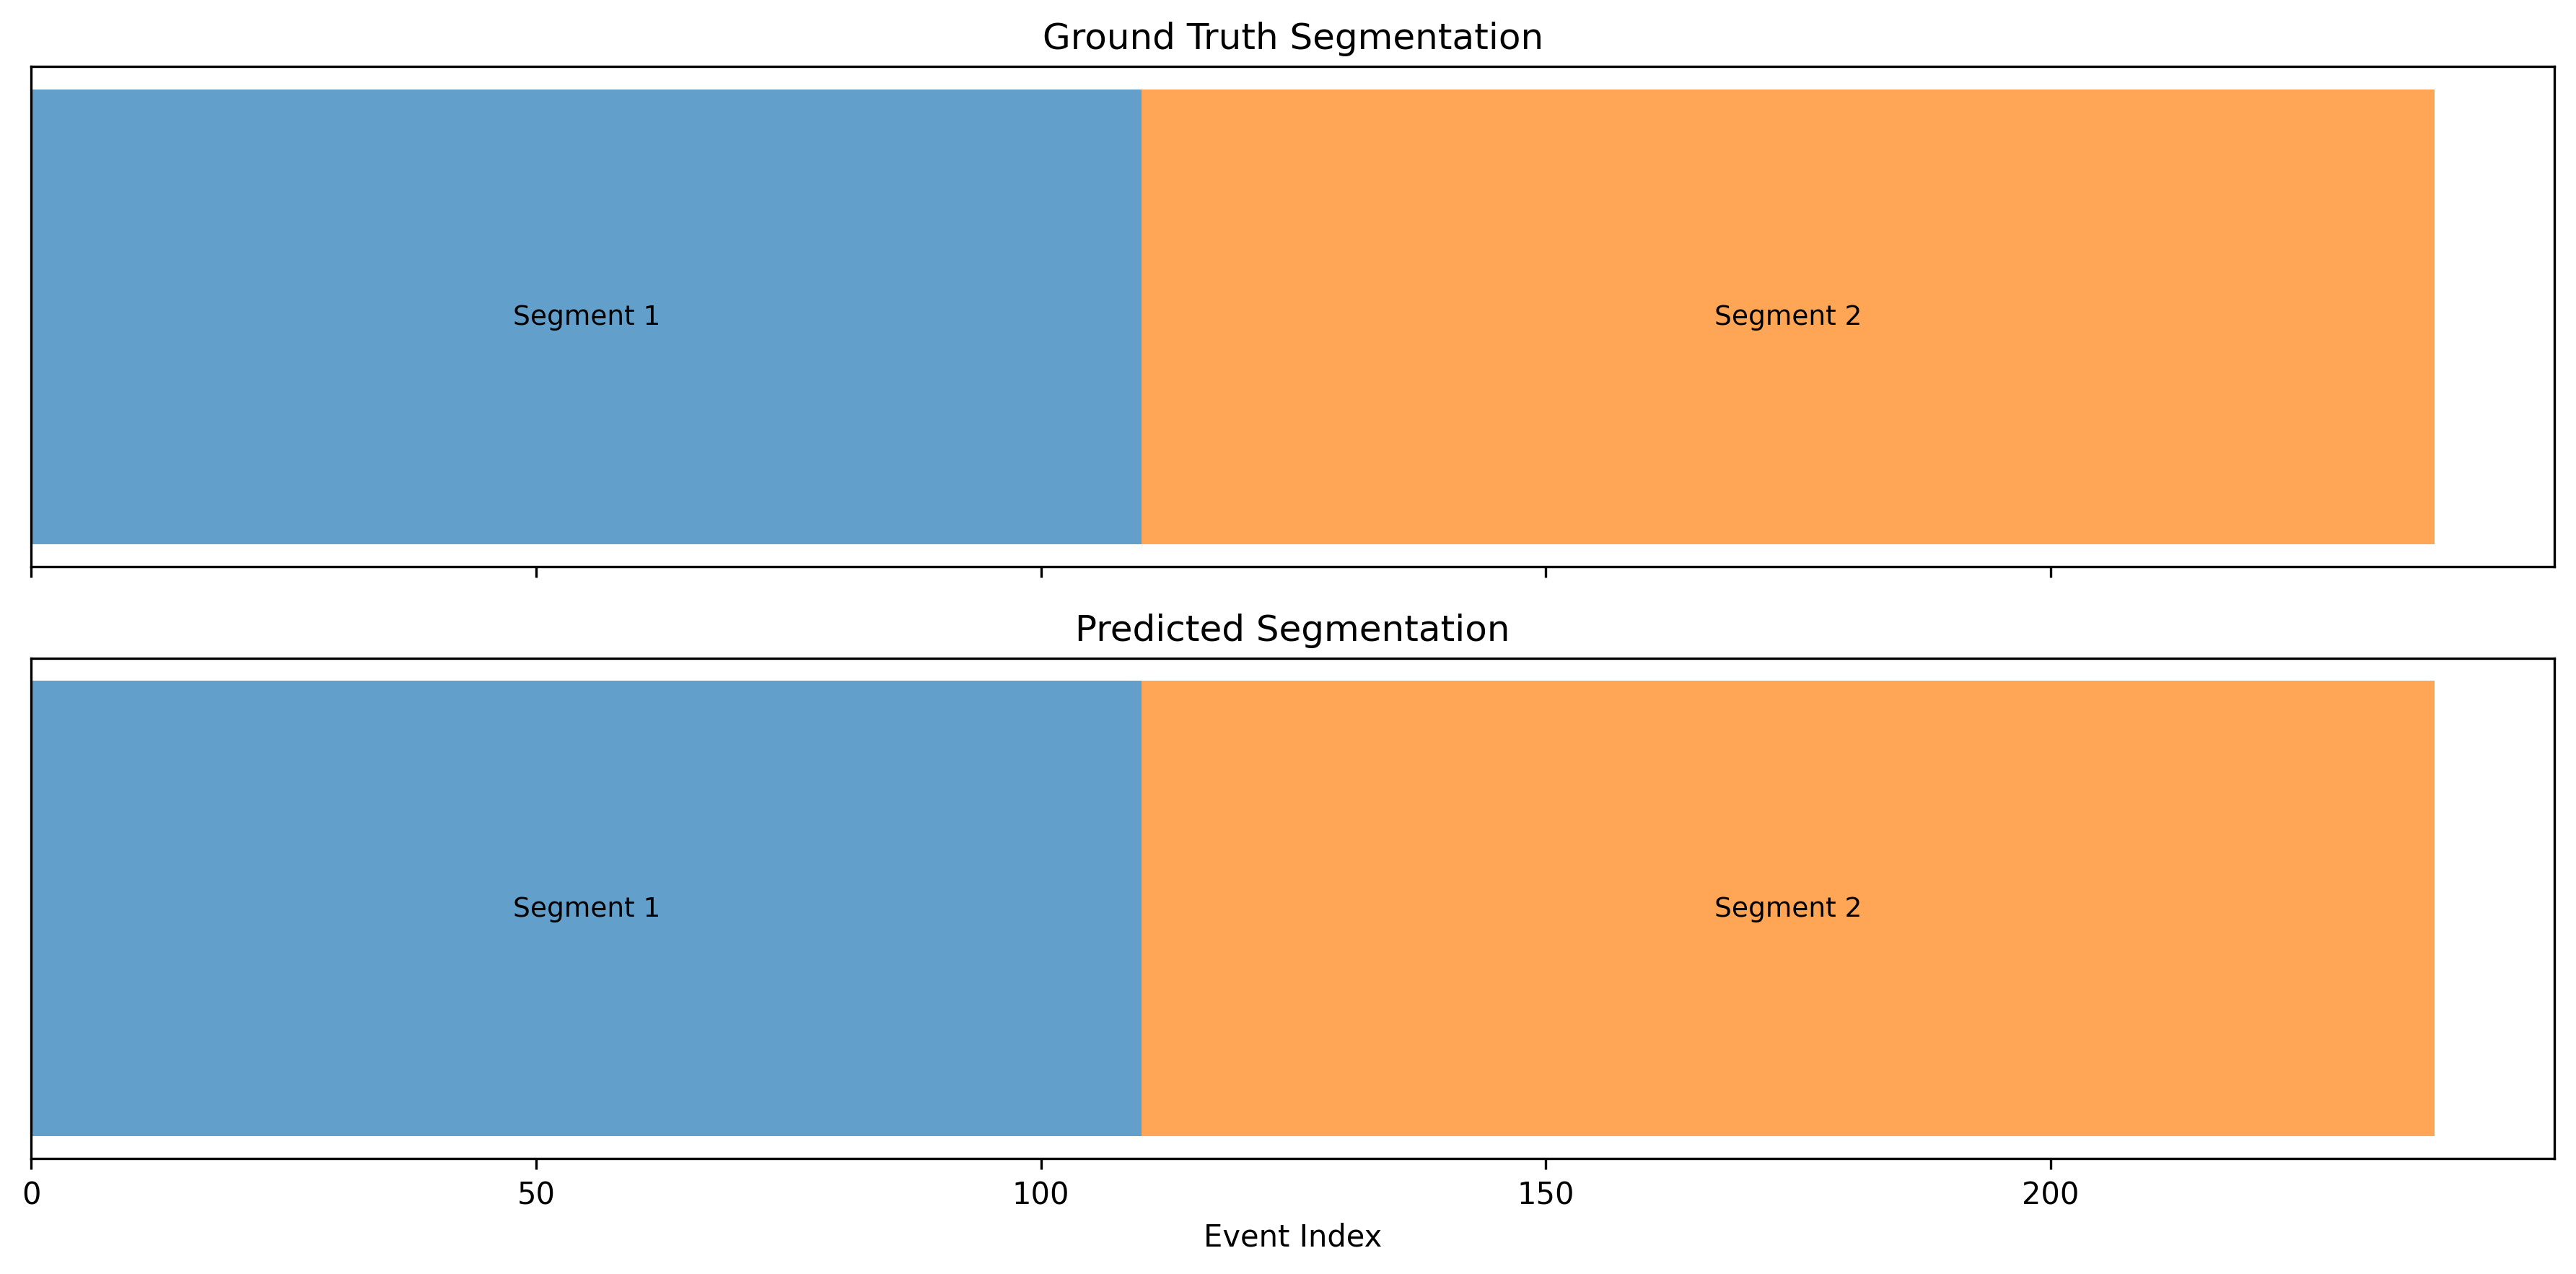 Ground Truth Segmentation
Segment 1 Segment 2
Predicted Segmentation
Segment 1 Segment 2
0 50 100 150 200
Event Index